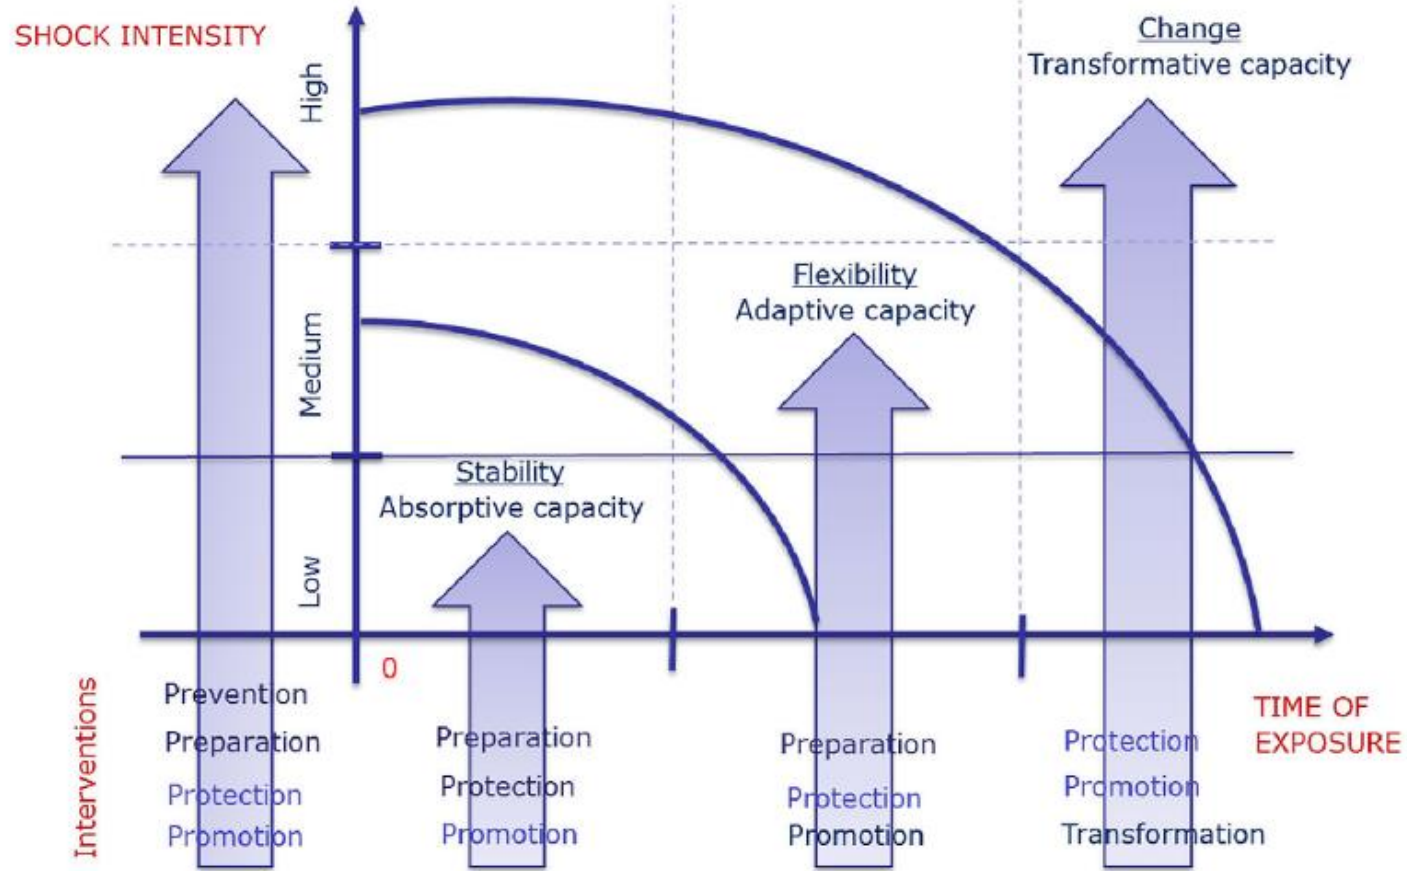 SHOCK INTENSITY
High
Medium
Low
Change
Transformative capacity
Flexibility
Adaptive capacity
Stability
Absorptive capacity
0
TIME OF
EXPOSURE
Interventions
Prevention
Preparation
Protection
Promotion
Preparation
Protection
Promotion
Preparation
Protection
Promotion
Protection
Promotion
Transformation